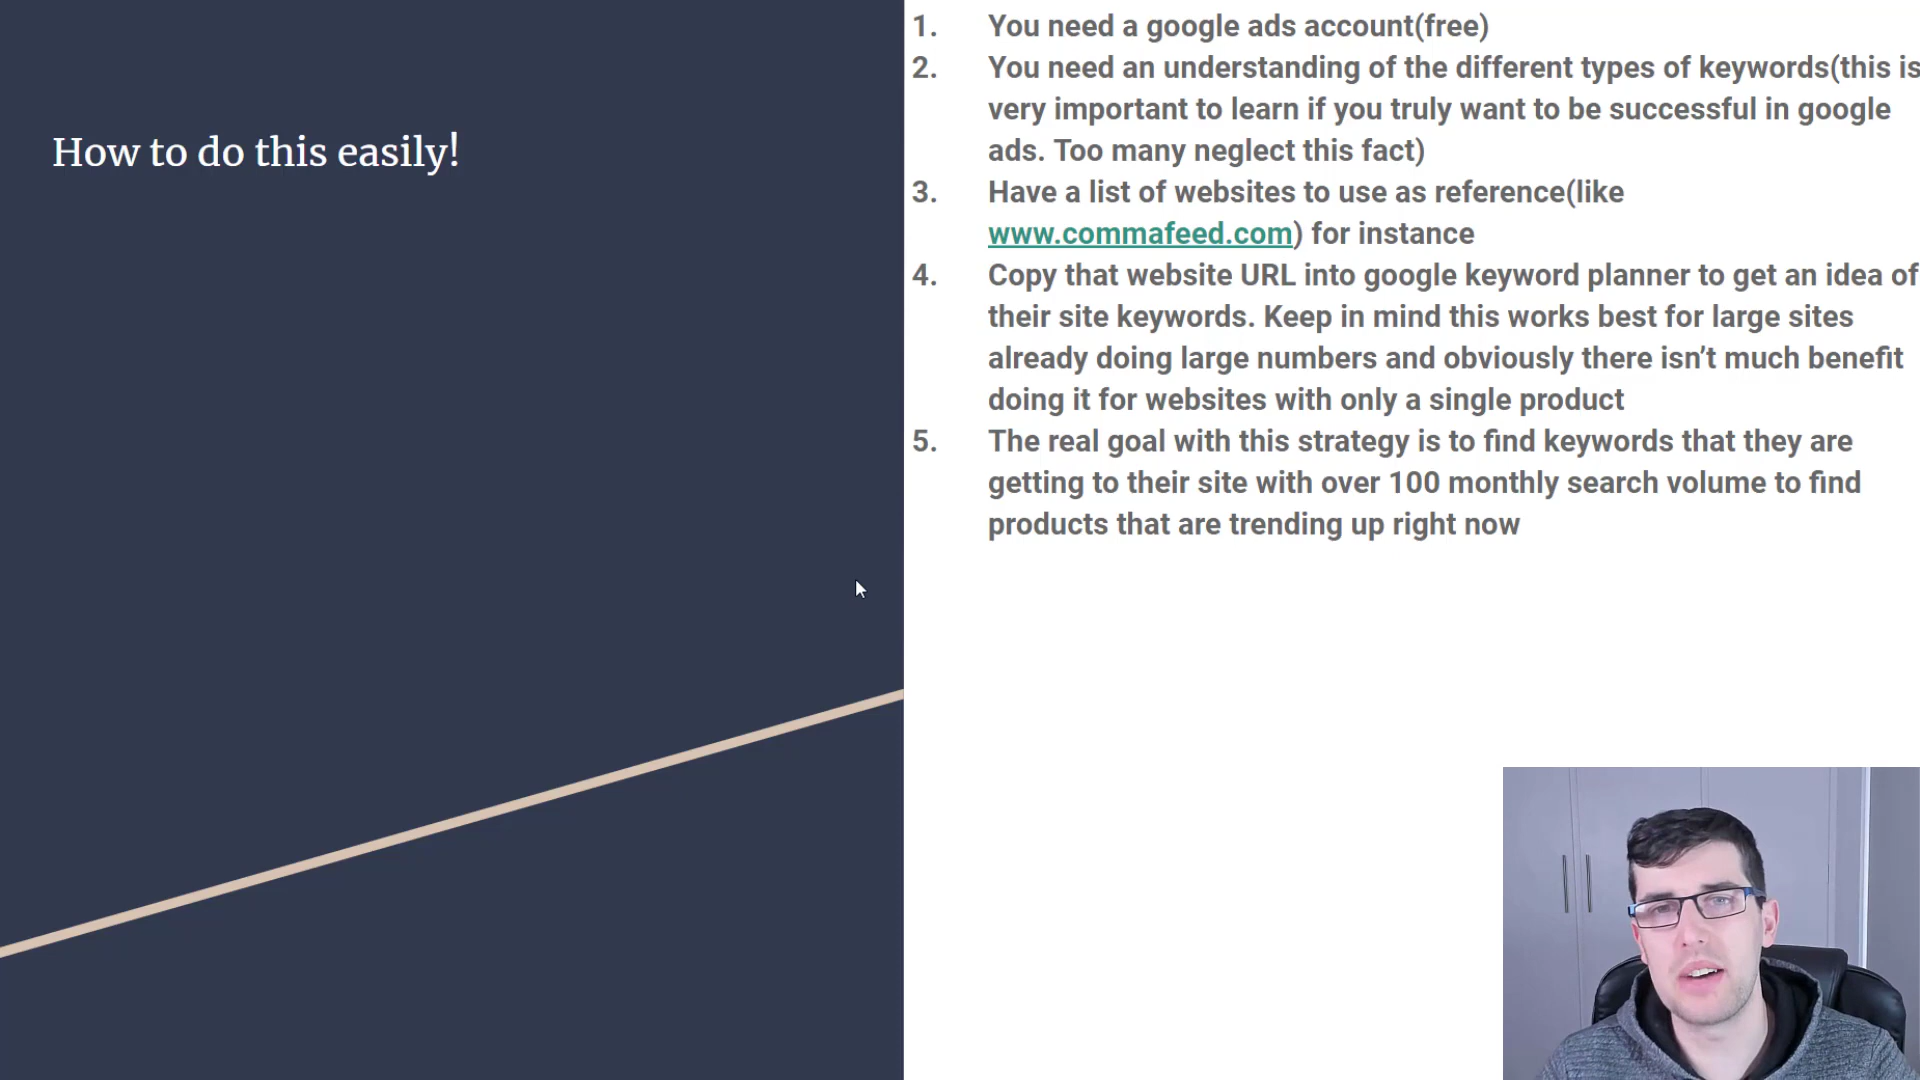 How to do this easily!
1. You need a google ads account(free)
2. You need an understanding of the different types of keywords(this is
very important to learn if you truly want to be successful in google
ads. Too many neglect this fact)
3. Have a list of websites to use as reference(like
www.commafeed.com) for instance
4. Copy that website URL into google keyword planner to get an idea of
their site keywords. Keep in mind this works best for large sites
already doing large numbers and obviously there isn’t much benefit
doing it for websites with only a single product
5. The real goal with this strategy is to find keywords that they are
getting to their site with over 100 monthly search volume to find
products that are trending up right now